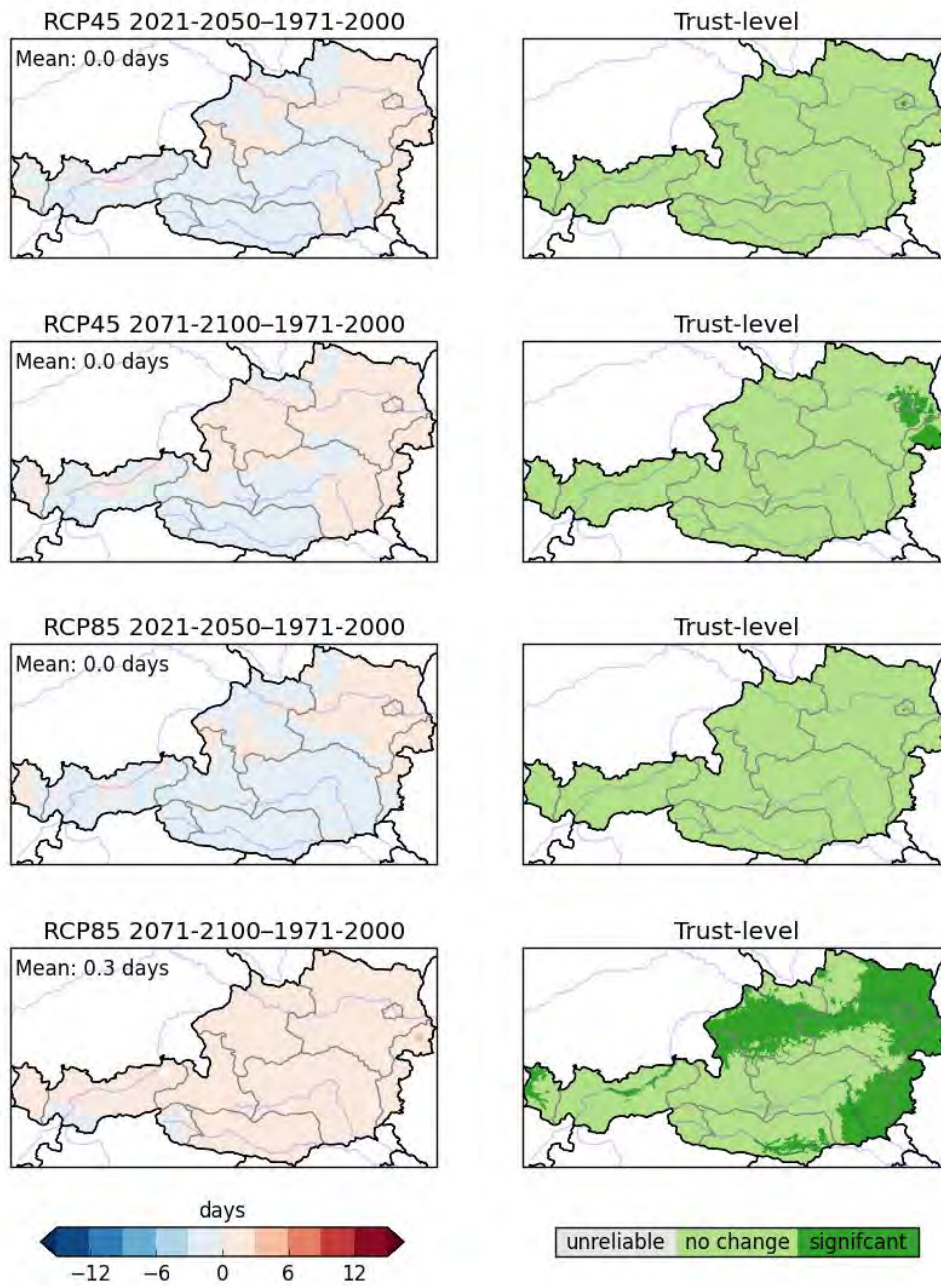 RCP45 2021-2050–1971-2000
Trust-level
Mean: 0.0 days
RCP45 2071-2100–1971-2000
Trust-level
Mean: 0.0 days
RCP85 2021-2050–1971-2000
Trust-level
Mean: 0.0 days
RCP85 2071-2100–1971-2000
Trust-level
Mean: 0.3 days
days
−12 −6 0 6 12
unreliable no change signifcant